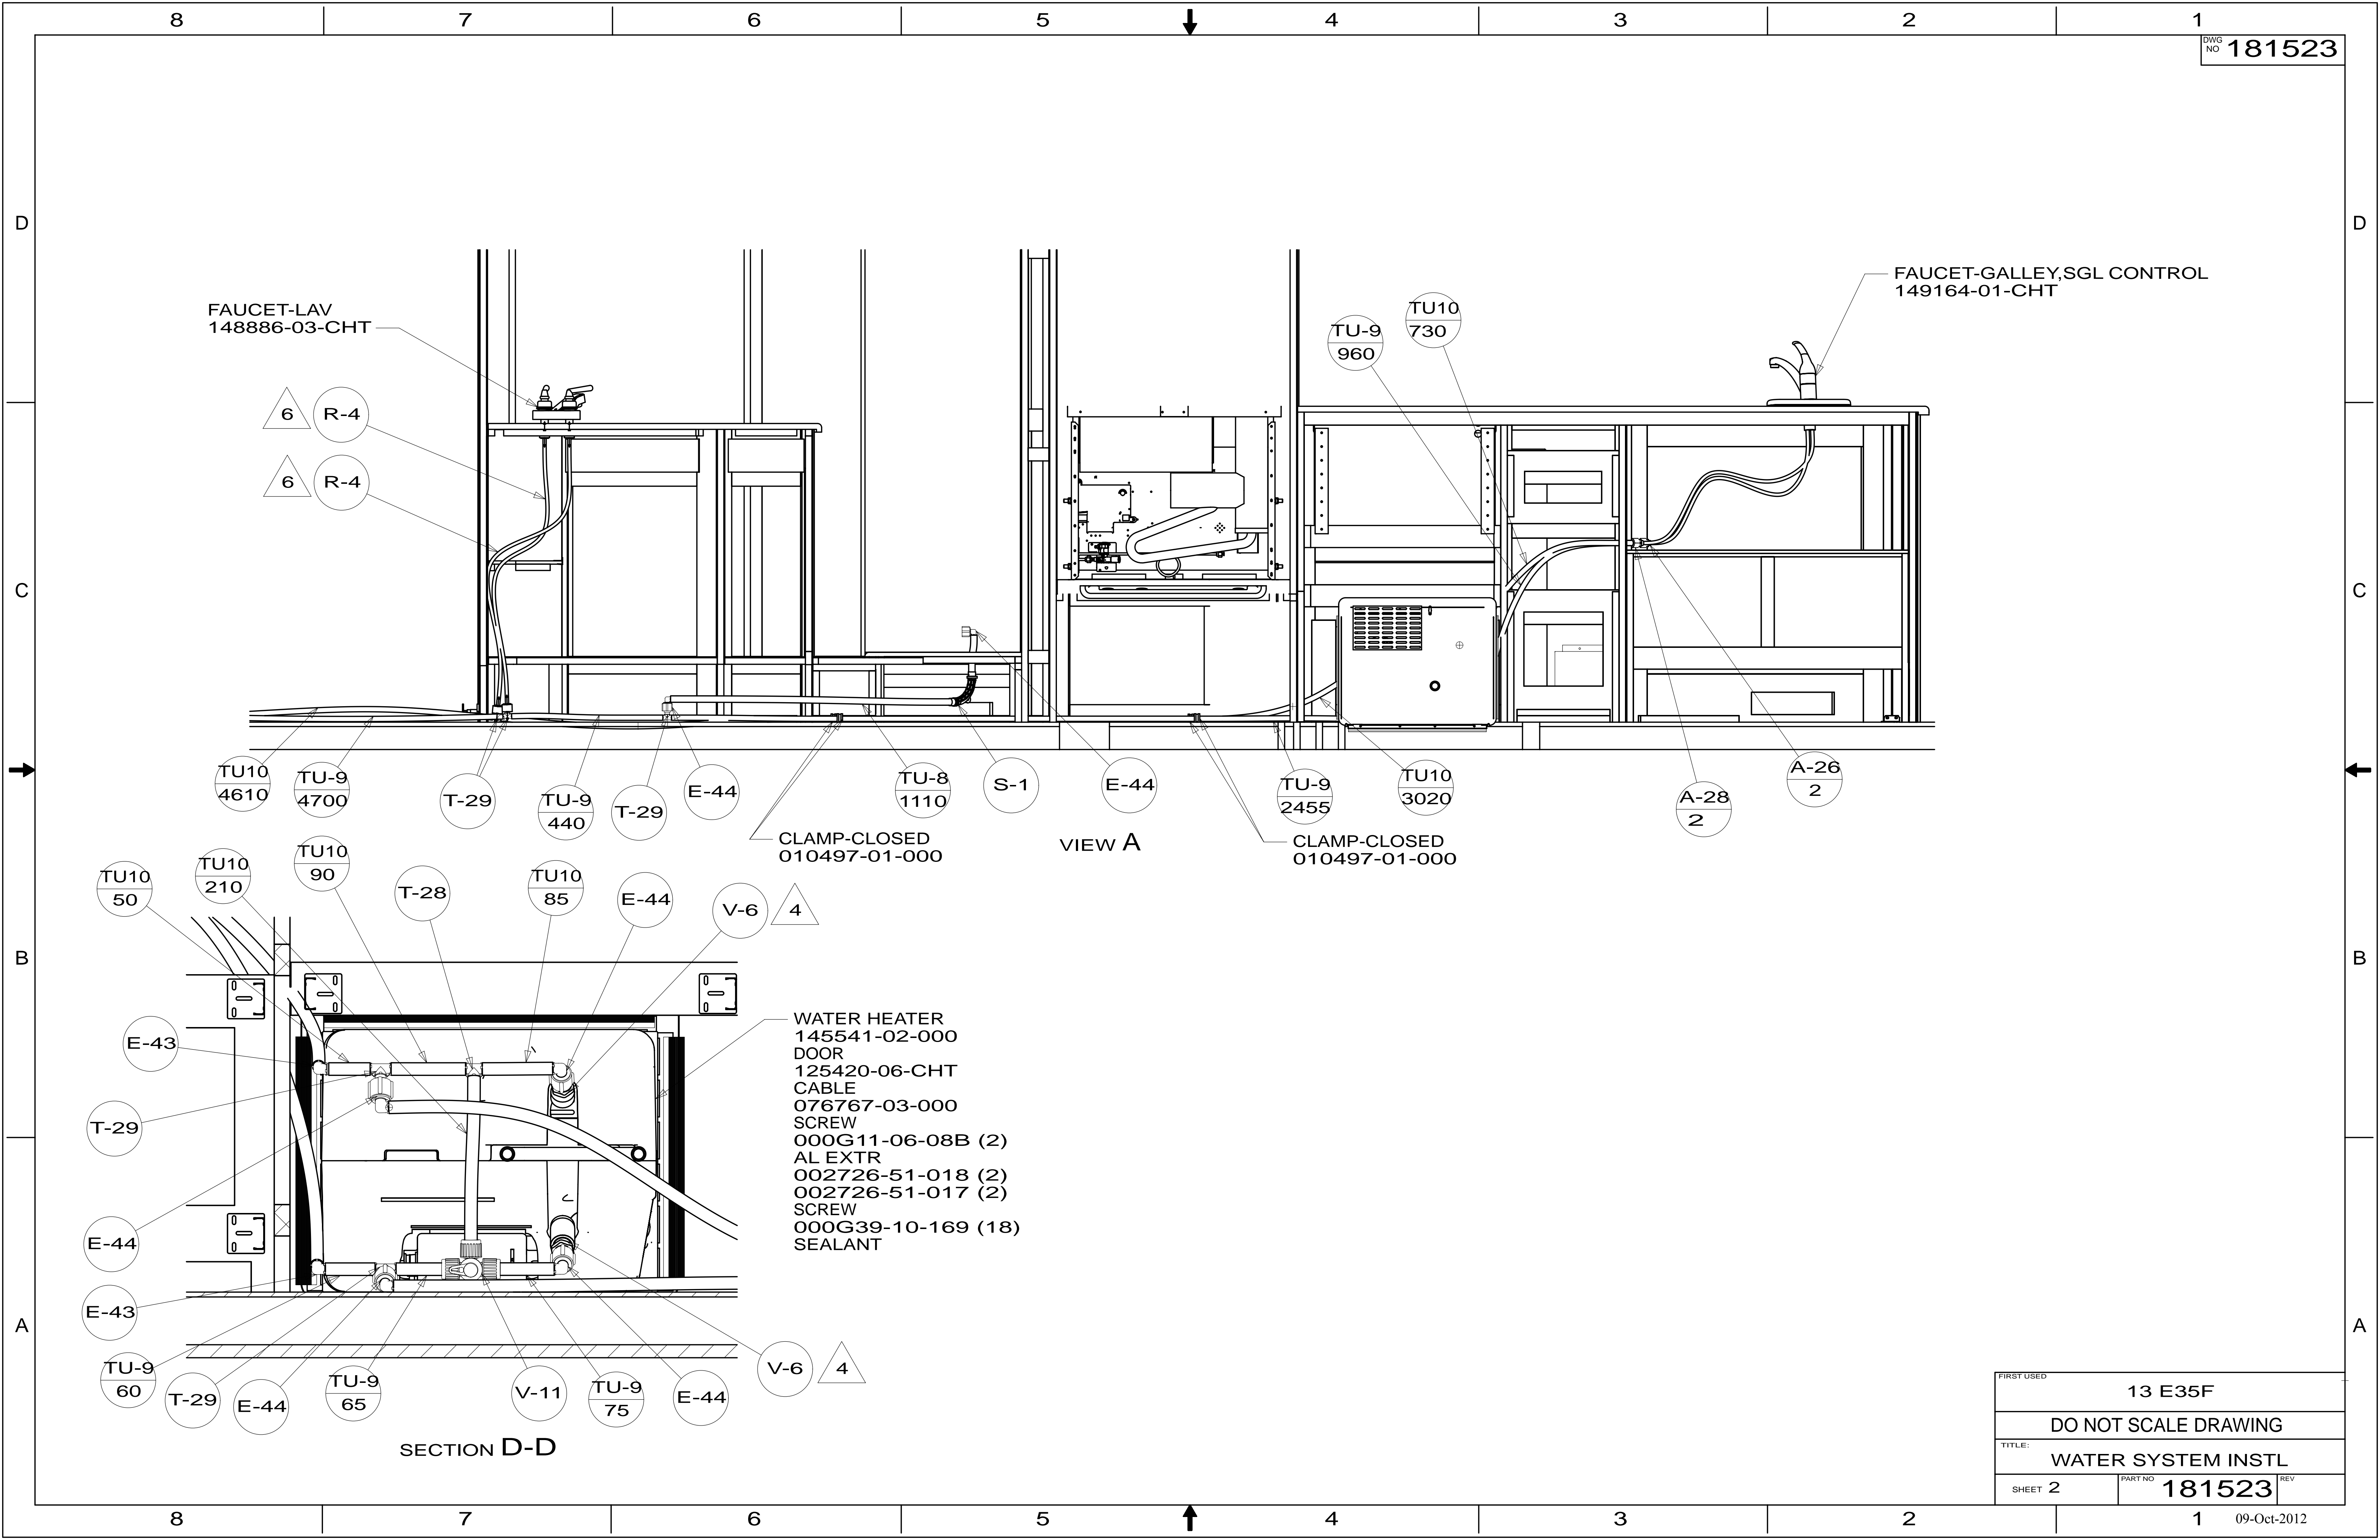 8 7 6 5 4 3 2 1
DWG NO 181523
D D
FAUCET-LAV
148886-03-CHT
FAUCET-GALLEY,SGL CONTROL
149164-01-CHT
TU-9
960
TU10
730
6 R-4
6 R-4
C C
TU10
4610
TU-9
4700
T-29
TU-9
440
T-29
E-44
TU-8
1110
S-1
E-44
TU-9
2455
TU10
3020
A-28
2
A-26
2
CLAMP-CLOSED
010497-01-000
VIEW A
CLAMP-CLOSED
010497-01-000
TU10
50
TU10
210
TU10
90
T-28
TU10
85
E-44
V-6 4
B B
E-43
T-29
E-44
E-43
WATER HEATER
145541-02-000
DOOR
125420-06-CHT
CABLE
076767-03-000
SCREW
000G11-06-08B (2)
AL EXTR
002726-51-018 (2)
002726-51-017 (2)
SCREW
000G39-10-169 (18)
SEALANT
A A
TU-9
60
T-29
E-44
TU-9
65
V-11
TU-9
75
E-44
V-6 4
SECTION D-D
FIRST USED
13 E35F
DO NOT SCALE DRAWING
TITLE:
WATER SYSTEM INSTL
SHEET 2 PART NO 181523 REV
8 7 6 5 4 3 2 1
09-Oct-2012